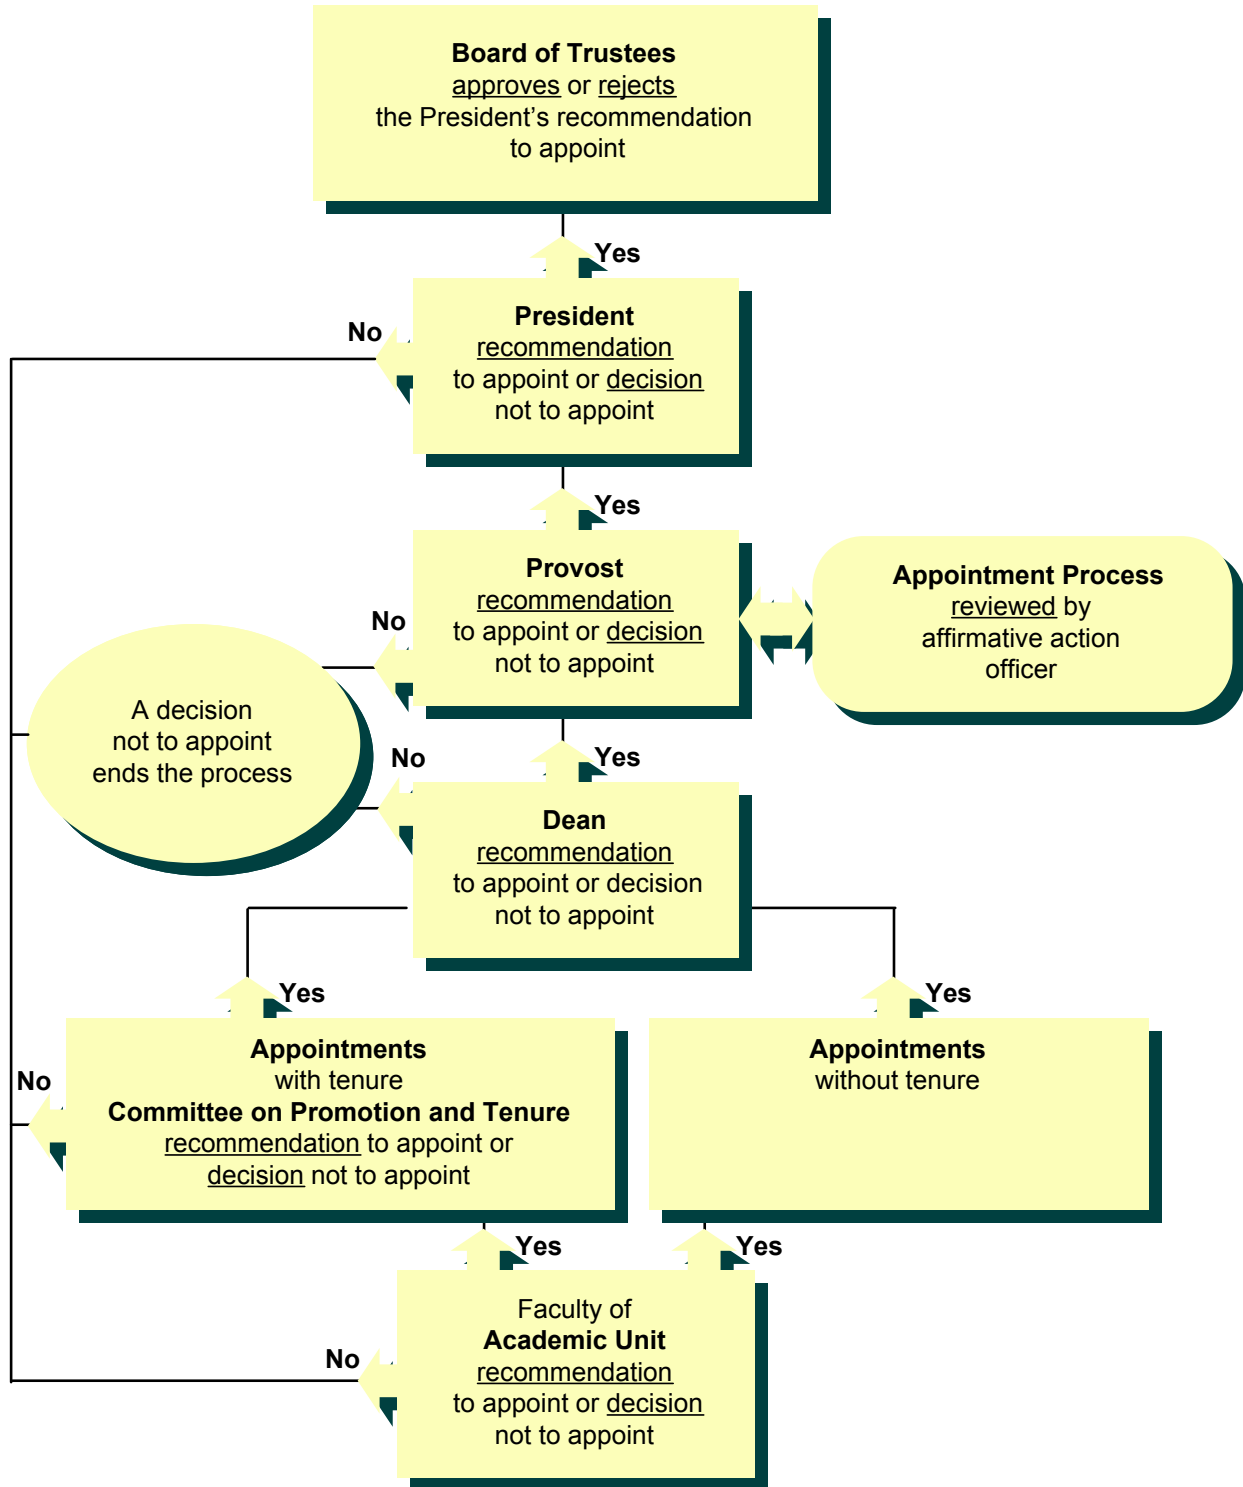 Board of Trustees
approves or rejects
the President’s recommendation
to appoint
Yes
No
President
recommendation
to appoint or decision
not to appoint
Yes
No
Provost
recommendation
to appoint or decision
not to appoint
Appointment Process
reviewed by
affirmative action
officer
A decision
not to appoint
ends the process
No
Yes
Dean
recommendation
to appoint or decision
not to appoint
Yes
Yes
No
Appointments
with tenure
Committee on Promotion and Tenure
recommendation to appoint or
decision not to appoint
Appointments
without tenure
Yes
Yes
No
Faculty of
Academic Unit
recommendation
to appoint or decision
not to appoint